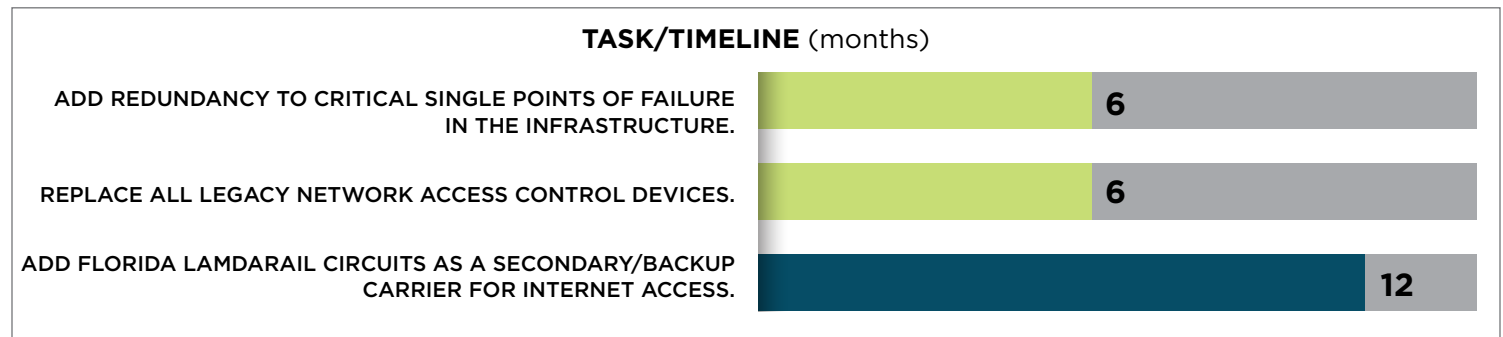 TASK/TIMELINE (months)
ADD REDUNDANCY TO CRITICAL SINGLE POINTS OF FAILURE
IN THE INFRASTRUCTURE.
6
REPLACE ALL LEGACY NETWORK ACCESS CONTROL DEVICES.
6
ADD FLORIDA LAMDARAIL CIRCUITS AS A SECONDARY/BACKUP
CARRIER FOR INTERNET ACCESS.
12